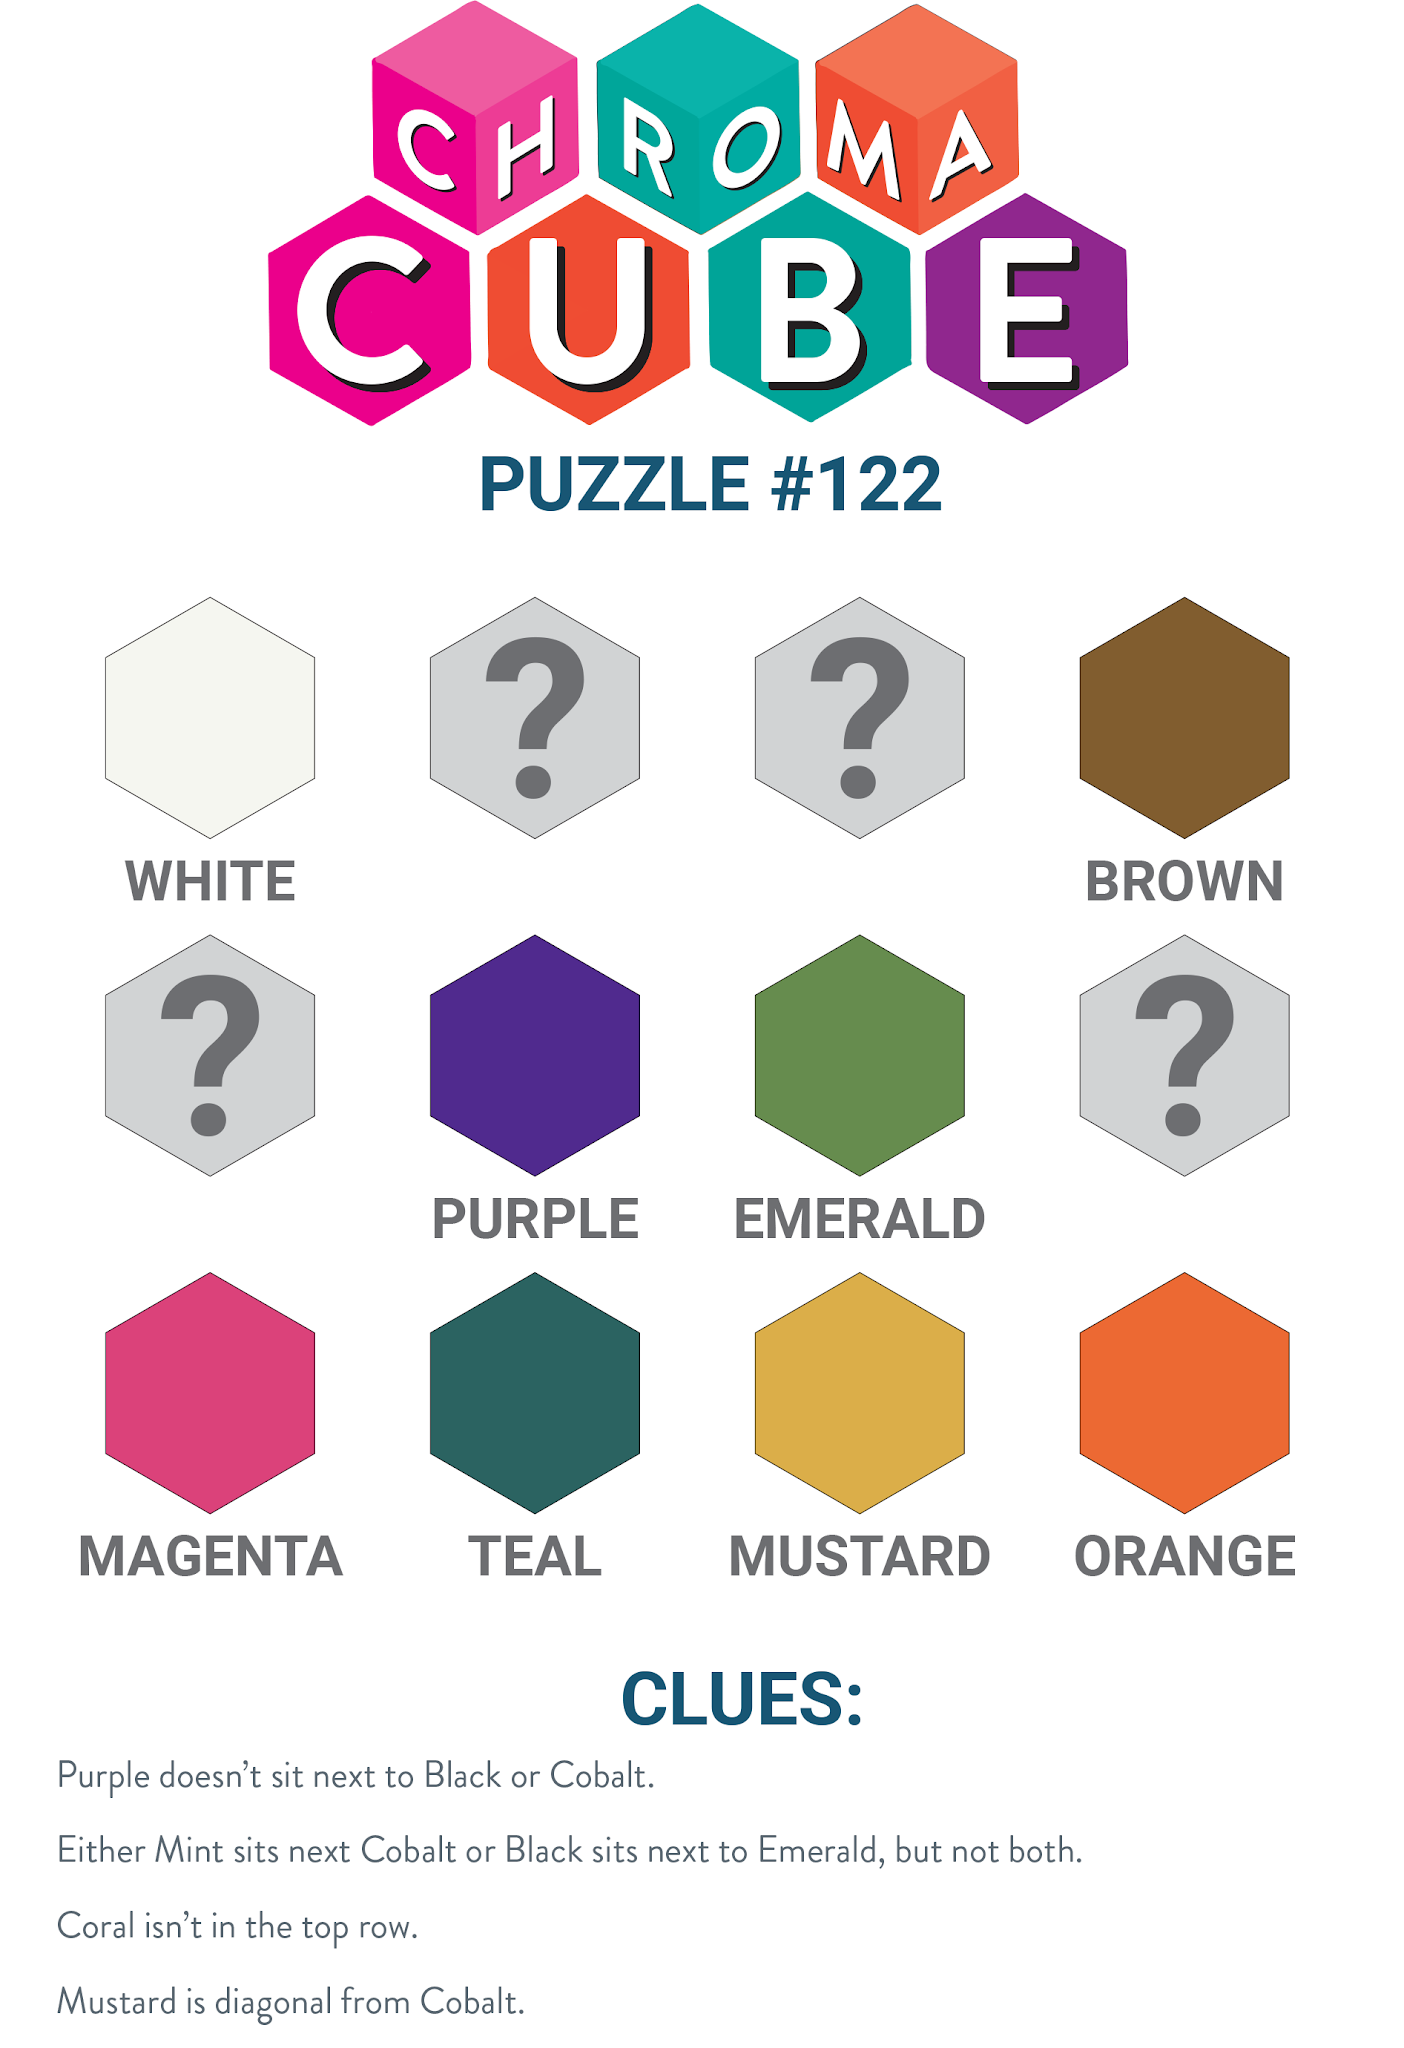 CHROMA
CUBE
PUZZLE #122
? ?
WHITE BROWN
? ?
PURPLE EMERALD
MAGENTA TEAL MUSTARD ORANGE
CLUES:
Purple doesn’t sit next to Black or Cobalt.
Either Mint sits next Cobalt or Black sits next to Emerald, but not both.
Coral isn’t in the top row.
Mustard is diagonal from Cobalt.